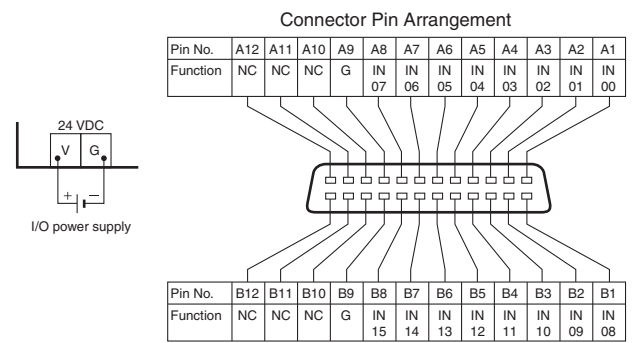 Connector Pin Arrangement
Pin No. A12 A11 A10 A9 A8 A7 A6 A5 A4 A3 A2 A1
Function NC NC NC G IN IN IN IN IN IN IN IN
07 06 05 04 03 02 01 00
24 VDC
V G
+ −
I/O power supply
Pin No. B12 B11 B10 B9 B8 B7 B6 B5 B4 B3 B2 B1
Function NC NC NC G IN IN IN IN IN IN IN IN
15 14 13 12 11 10 09 08